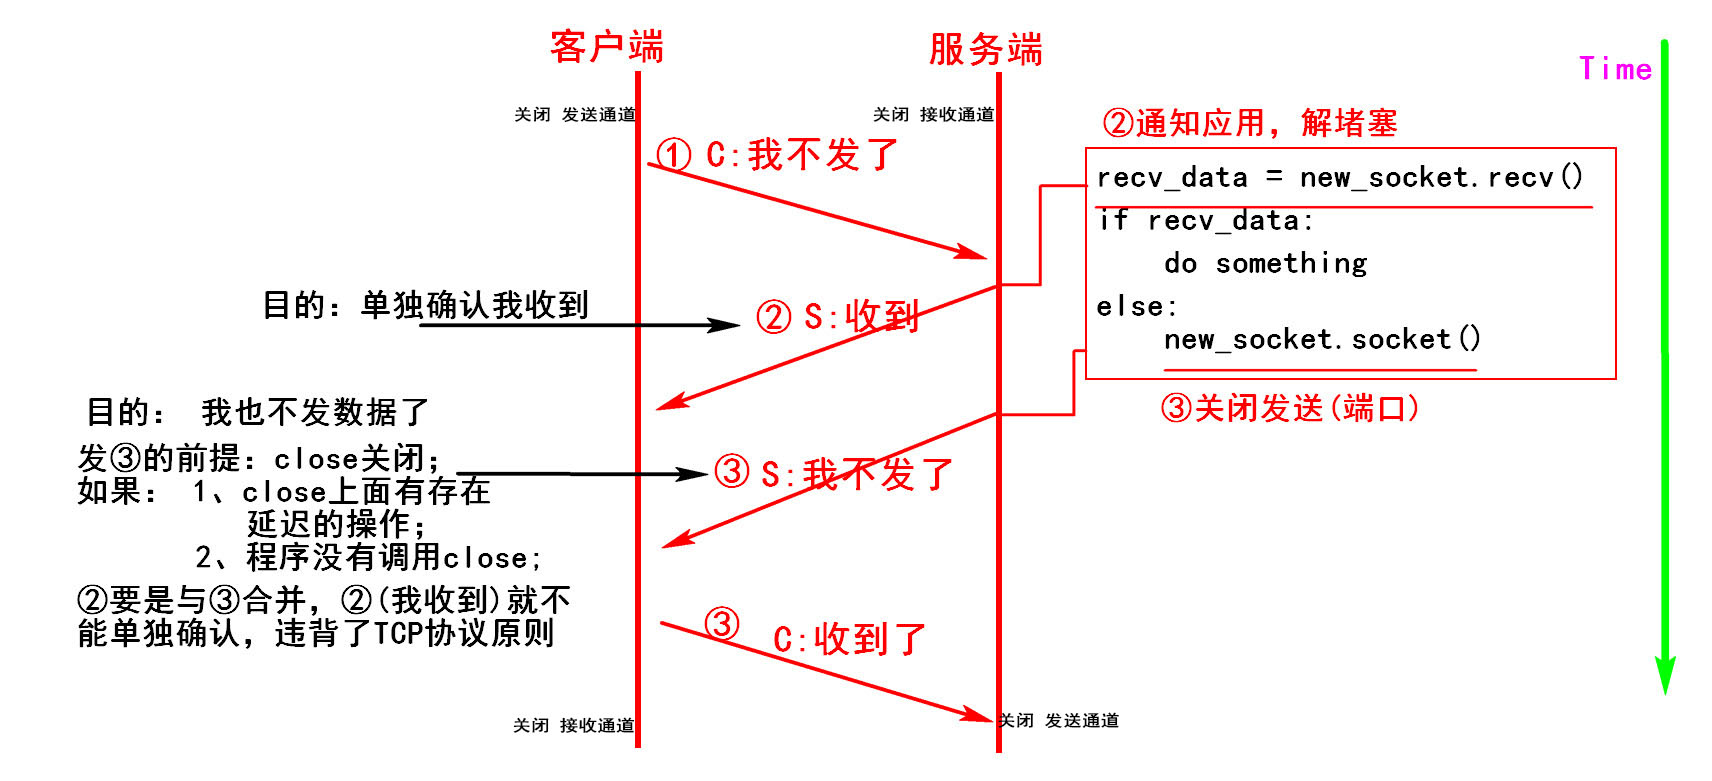 客户端
服务端
Time
关闭 发送通道
关闭 接收通道
②通知应用，解堵塞
① C:我不发了
recv_data = new_socket.recv()
if recv_data:
do something
else:
new_socket.socket()
目的：单独确认我收到
② S:收到
③关闭发送(端口)
目的： 我也不发数据了
发③的前提：close关闭；
如果： 1、close上面有存在
延迟的操作；
2、程序没有调用close;
③ S:我不发了
②要是与③合并，②(我收到)就不
能单独确认，违背了TCP协议原则
③ C:收到了
关闭 接收通道
关闭 发送通道